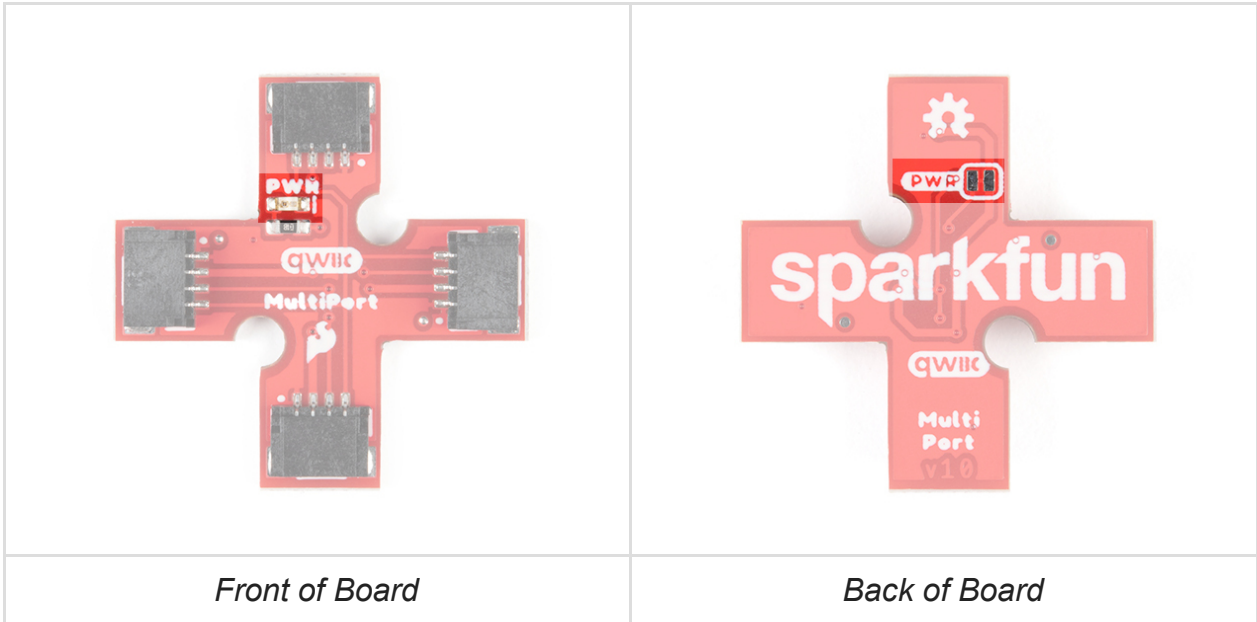 PWR
qwiic
MultiPort
PWR
sparkfun
qwiic
Multi
Port
v10
Front of Board
Back of Board